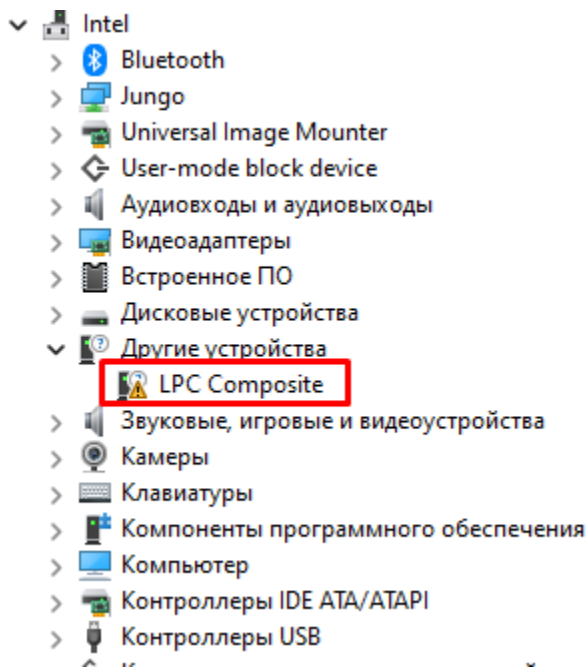 Intel
Bluetooth
Jungo
Universal Image Mounter
User-mode block device
Аудиовходы и аудиовыходы
Видеоадаптеры
Встроенное ПО
Дисковые устройства
Другие устройства
LPC Composite
Звуковые, игровые и видеоустройства
Камеры
Клавиатуры
Компоненты программного обеспечения
Компьютер
Контроллеры IDE ATA/ATAPI
Контроллеры USB